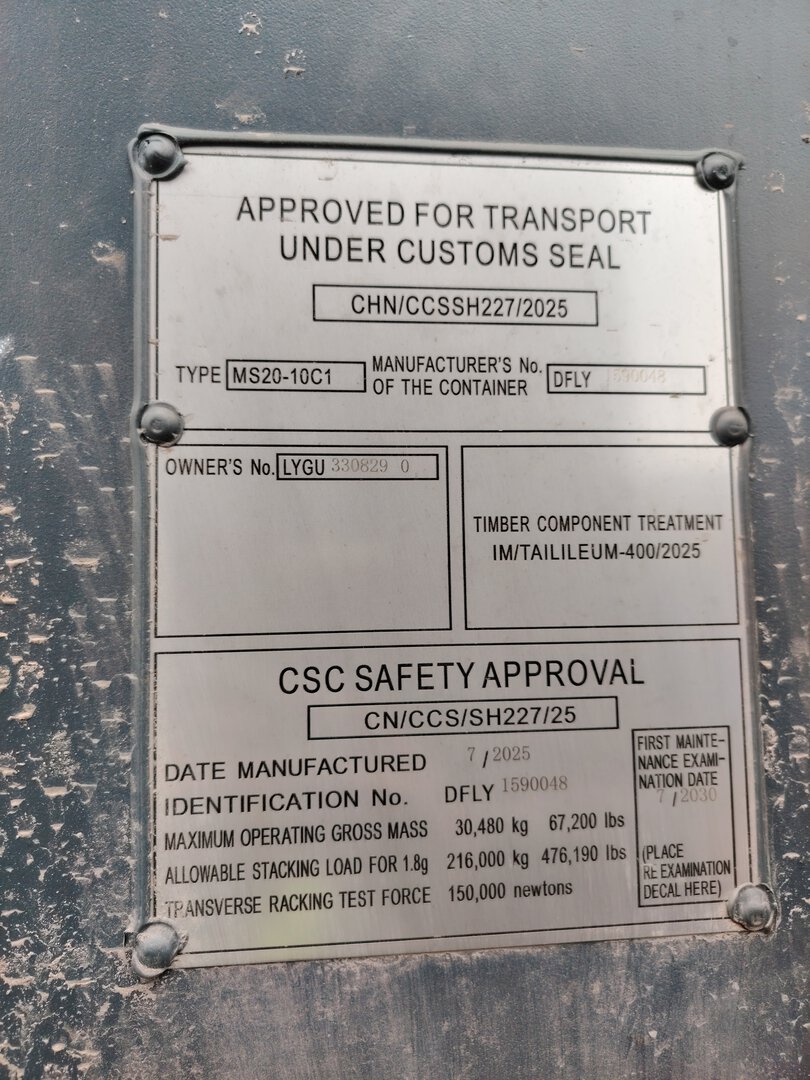 APPROVED FOR TRANSPORT
UNDER CUSTOMS SEAL
CHN/CCSSH227/2025
TYPE MS20-10C1
MANUFACTURER'S No.
OF THE CONTAINER DFLY
OWNER'S No. LYGU 330829 0
TIMBER COMPONENT TREATMENT
IM/TAILILEUM-400/2025
CSC SAFETY APPROVAL
CN/CCS/SH227/25
DATE MANUFACTURED 7 / 2025
IDENTIFICATION No. DFLY 1590048
MAXIMUM OPERATING GROSS MASS 30,480 kg 67,200 lbs
ALLOWABLE STACKING LOAD FOR 1.8g 216,000 kg 476,190 lbs
TRANSVERSE RACKING TEST FORCE 150,000 newtons
FIRST MAINTE-
NANCE EXAMI-
NATION DATE
7 / 2030
(PLACE
RE EXAMINATION
DECAL HERE)